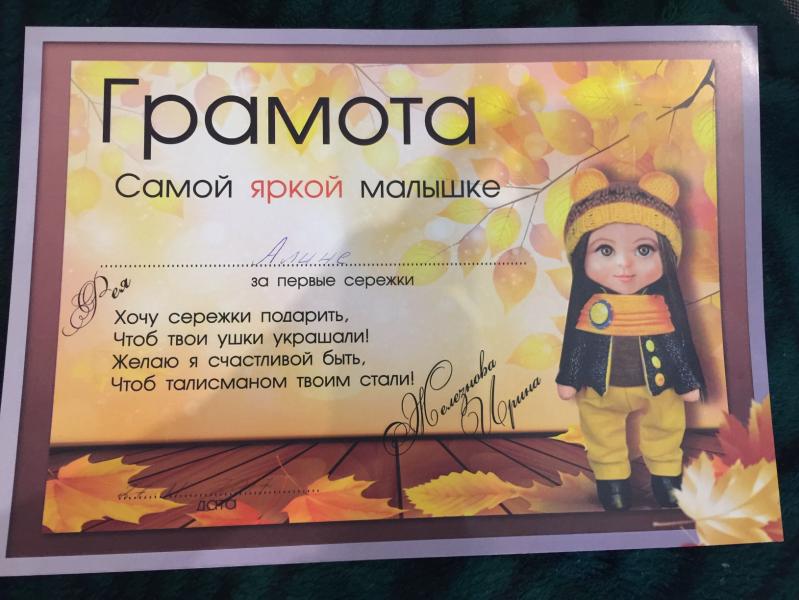 Грамота
Самой яркой малышке
Алине
за первые сережки
Фея
Хочу сережки подарить,
Чтоб твои ушки украшали!
Желаю я счастливой быть,
Чтоб талисманом твоим стали!
Железнова
Ирина
дата